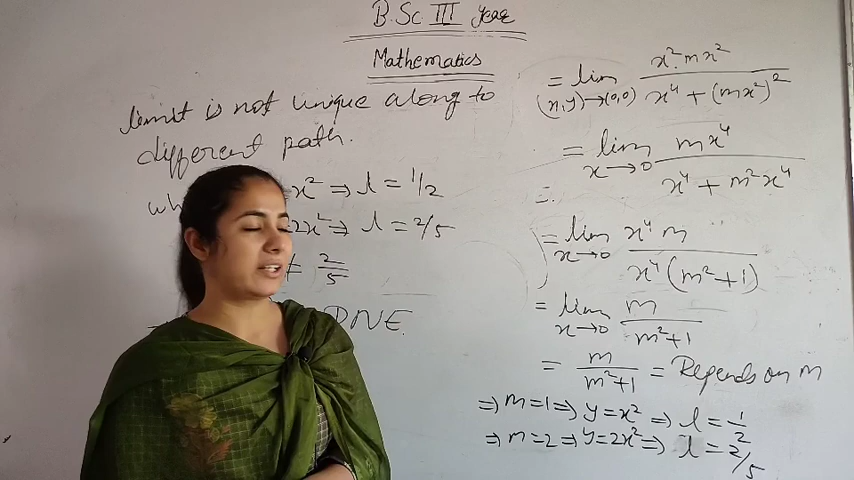 B.Sc III year
Mathematics
limit is not unique along to
different path.
wh x² ⇒ l = 1/2
2x² ⇒ l = 2/5
≠ 2/5
DNE.
= lim (x,y)→(0,0) x².mx² / x⁴ + (mx²)²
= lim x→0 mx⁴ / x⁴ + m²x⁴
= lim x→0 x⁴ m / x⁴(m²+1)
= lim x→0 m / m²+1
= m / m²+1 = Depends on m
⇒ m=1 ⇒ y=x² ⇒ l = 1/2
⇒ m=2 ⇒ y=2x² ⇒ l = 2/5